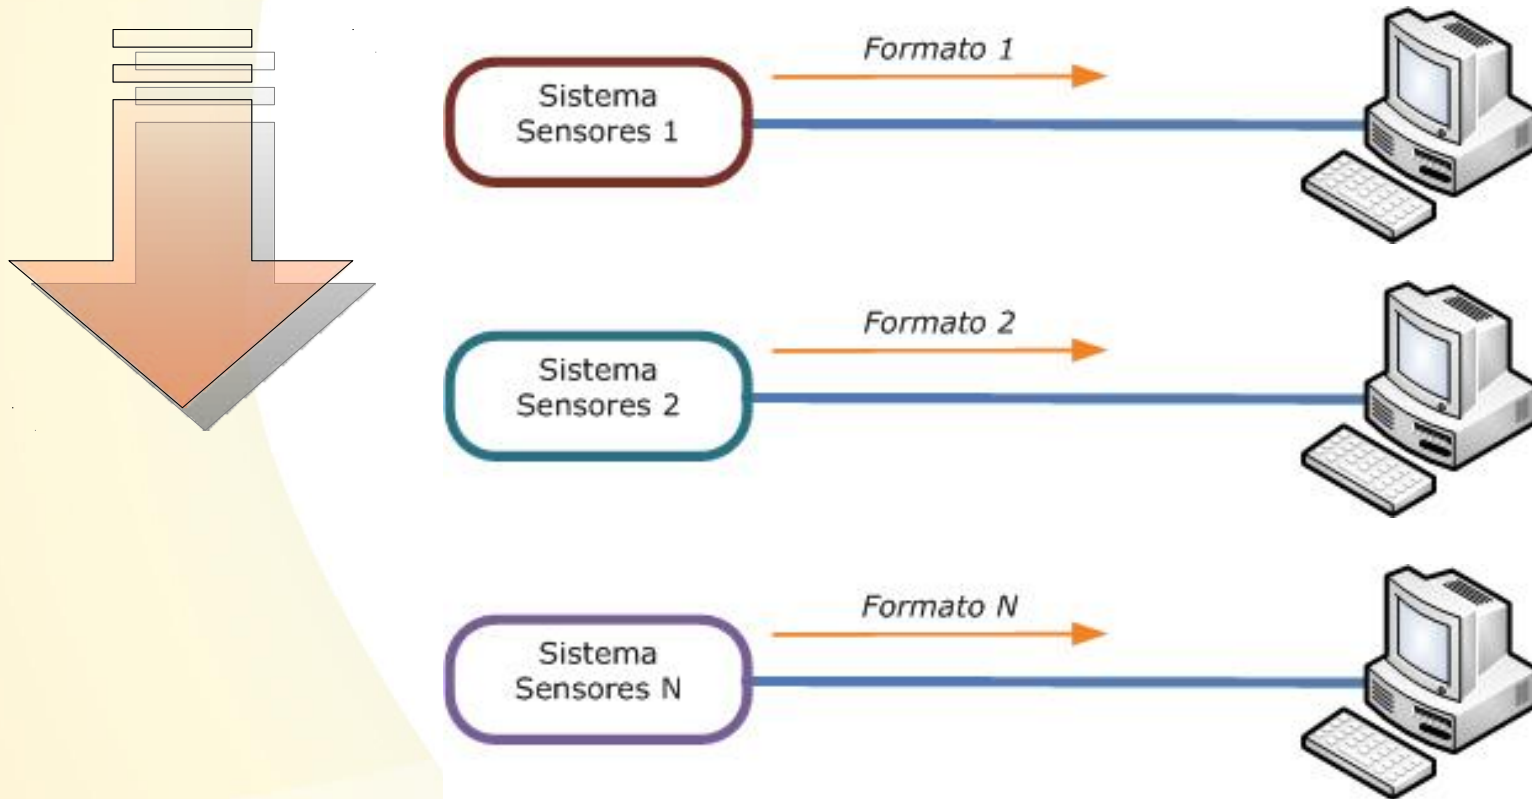 Formato 1
Sistema
Sensores 1
Formato 2
Sistema
Sensores 2
Formato N
Sistema
Sensores N